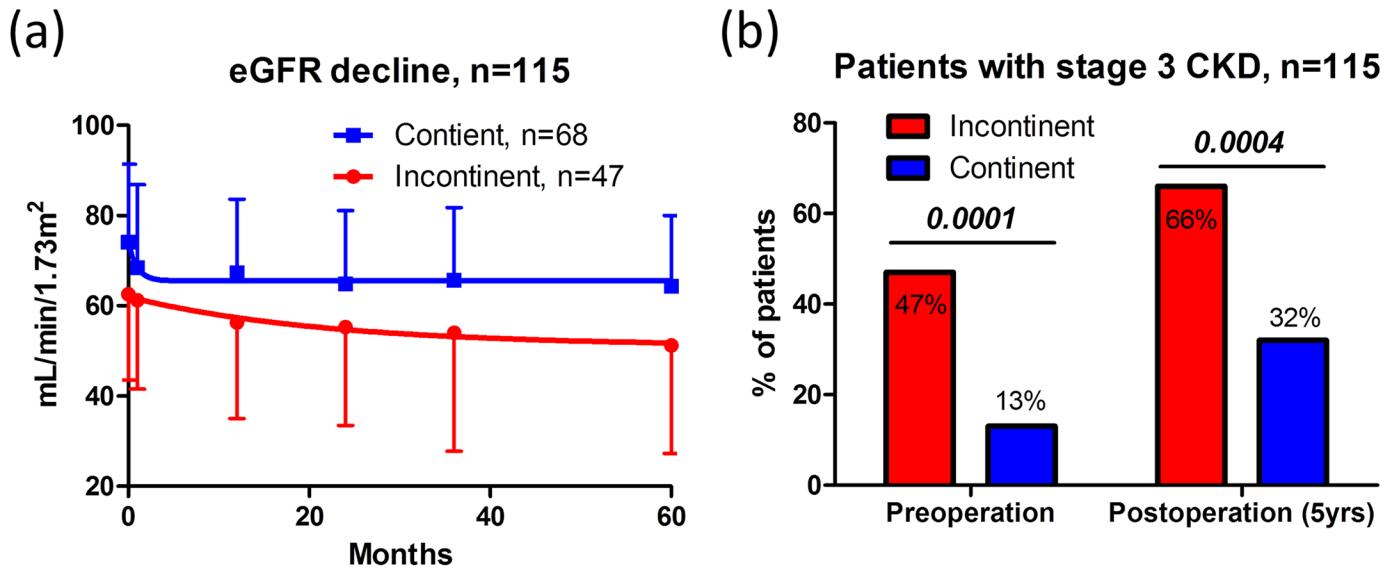 (a)
eGFR decline, n=115
Contient, n=68
Incontinent, n=47
mL/min/1.73m²
100
80
60
40
20
0
20
40
60
Months
(b)
Patients with stage 3 CKD, n=115
Incontinent
Continent
0.0001
0.0004
47%
13%
66%
32%
% of patients
80
60
40
20
0
Preoperation
Postoperation (5yrs)